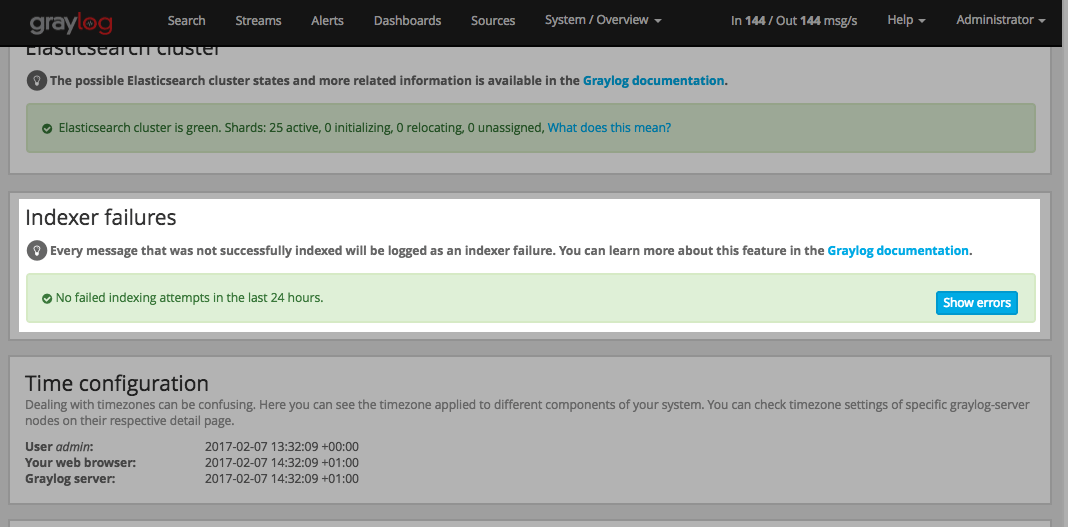 graylog Search Streams Alerts Dashboards Sources System / Overview In 144 / Out 144 msg/s Help Administrator
Elasticsearch cluster
The possible Elasticsearch cluster states and more related information is available in the Graylog documentation.
Elasticsearch cluster is green. Shards: 25 active, 0 initializing, 0 relocating, 0 unassigned, What does this mean?
Indexer failures
Every message that was not successfully indexed will be logged as an indexer failure. You can learn more about this feature in the Graylog documentation.
No failed indexing attempts in the last 24 hours.
Show errors
Time configuration
Dealing with timezones can be confusing. Here you can see the timezone applied to different components of your system. You can check timezone settings of specific graylog-server
nodes on their respective detail page.
User admin: 2017-02-07 13:32:09 +00:00
Your web browser: 2017-02-07 14:32:09 +01:00
Graylog server: 2017-02-07 14:32:09 +01:00